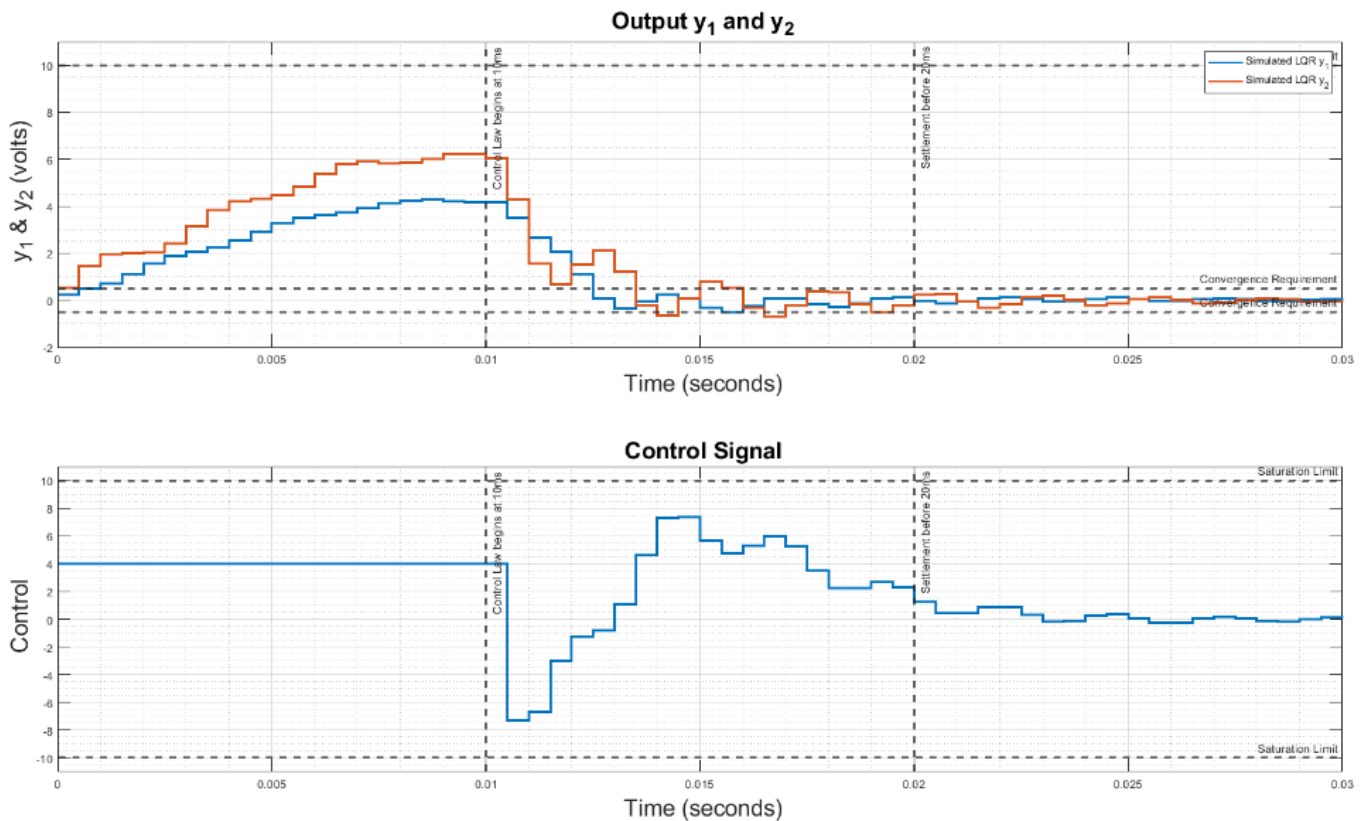 Output y₁ and y₂
y₁ & y₂ (volts)
10
8
6
4
2
0
-2
Control Law begins at 10ms
Settlement before 20ms
Simulated LQR y₁
Simulated LQR y₂
Convergence Requirement
Convergence Requirement
0
0.005
0.01
0.015
0.02
0.025
0.03
Time (seconds)
Control Signal
Control
10
8
6
4
2
0
-2
-4
-6
-8
-10
Control Law begins at 10ms
Settlement before 20ms
Saturation Limit
Saturation Limit
0
0.005
0.01
0.015
0.02
0.025
0.03
Time (seconds)